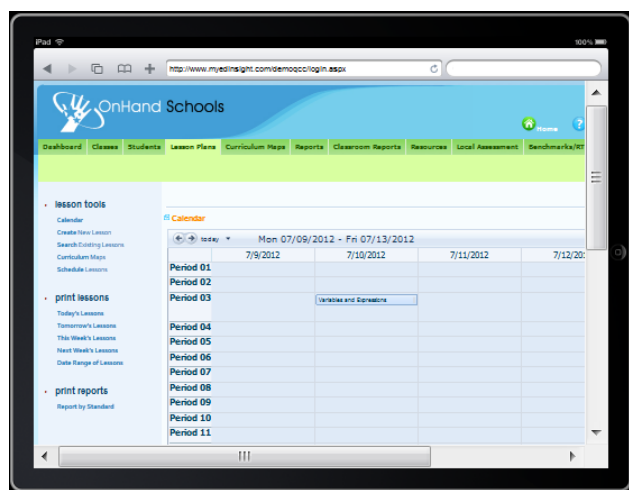 iPad 100%
http://www.myedinsight.com/demoqcc/login.aspx
OnHand Schools
Home ?
Dashboard Classes Students Lesson Plans Curriculum Maps Reports Classroom Reports Resources Local Assessment Benchmarks/RT
lesson tools
Calendar
Create New Lesson
Search Existing Lessons
Curriculum Maps
Schedule Lessons
print lessons
Today's Lessons
Tomorrow's Lessons
This Week's Lessons
Next Week's Lessons
Date Range of Lessons
print reports
Report by Standard
Calendar
today Mon 07/09/2012 - Fri 07/13/2012
7/9/2012 7/10/2012 7/11/2012 7/12/20
Period 01
Period 02
Period 03 Variables and Expressions
Period 04
Period 05
Period 06
Period 07
Period 08
Period 09
Period 10
Period 11